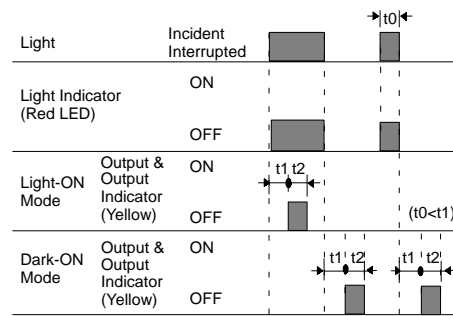 t0
Light
Incident
Interrupted
Light Indicator
(Red LED)
ON
OFF
Light-ON
Mode
Output &
Output
Indicator
(Yellow)
ON
OFF
t1 t2
(t0<t1)
Dark-ON
Mode
Output &
Output
Indicator
(Yellow)
ON
OFF
t1 t2
t1 t2